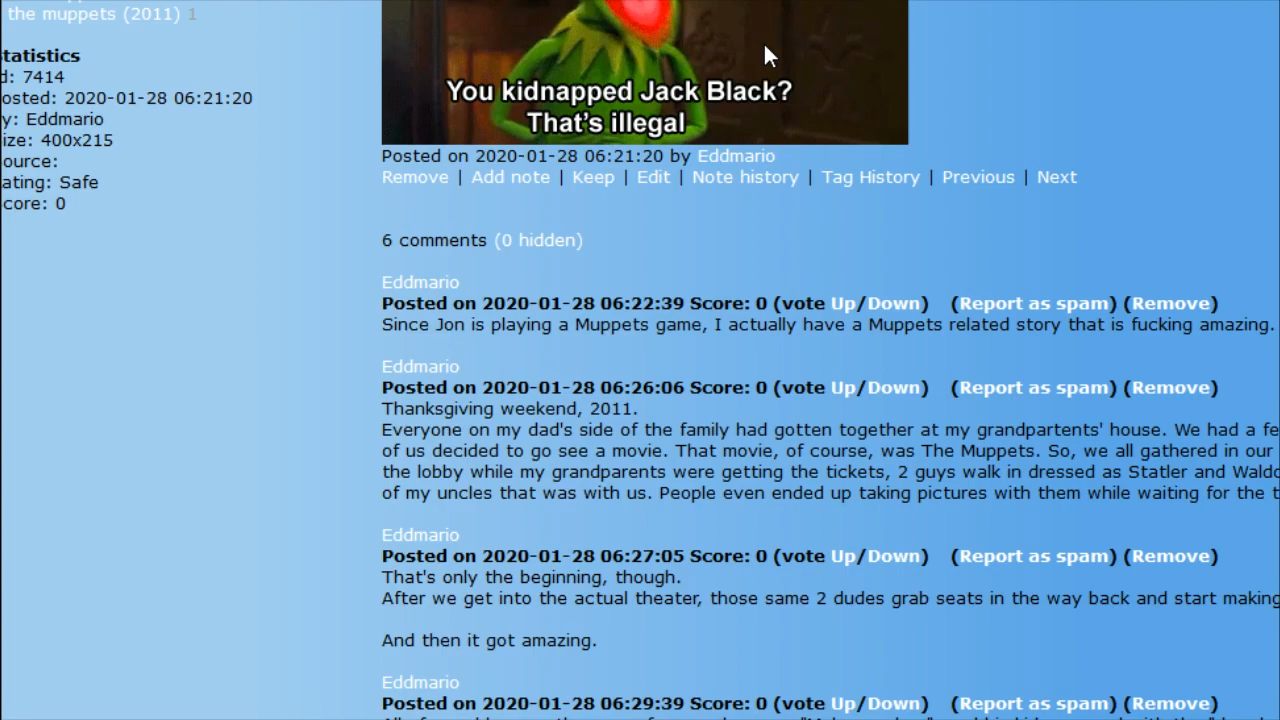 the muppets (2011) 1
tatistics
d: 7414
osted: 2020-01-28 06:21:20
y: Eddmario
ize: 400x215
ource:
ating: Safe
core: 0
You kidnapped Jack Black?
That's illegal
Posted on 2020-01-28 06:21:20 by Eddmario
Remove | Add note | Keep | Edit | Note history | Tag History | Previous | Next
6 comments (0 hidden)
Eddmario
Posted on 2020-01-28 06:22:39 Score: 0 (vote Up/Down) (Report as spam) (Remove)
Since Jon is playing a Muppets game, I actually have a Muppets related story that is fucking amazing.
Eddmario
Posted on 2020-01-28 06:26:06 Score: 0 (vote Up/Down) (Report as spam) (Remove)
Thanksgiving weekend, 2011.
Everyone on my dad's side of the family had gotten together at my grandpartents' house. We had a fe
of us decided to go see a movie. That movie, of course, was The Muppets. So, we all gathered in our
the lobby while my grandparents were getting the tickets, 2 guys walk in dressed as Statler and Waldo
of my uncles that was with us. People even ended up taking pictures with them while waiting for the t
Eddmario
Posted on 2020-01-28 06:27:05 Score: 0 (vote Up/Down) (Report as spam) (Remove)
That's only the beginning, though.
After we get into the actual theater, those same 2 dudes grab seats in the way back and start making
And then it got amazing.
Eddmario
Posted on 2020-01-28 06:29:39 Score: 0 (vote Up/Down) (Report as spam) (Remove)